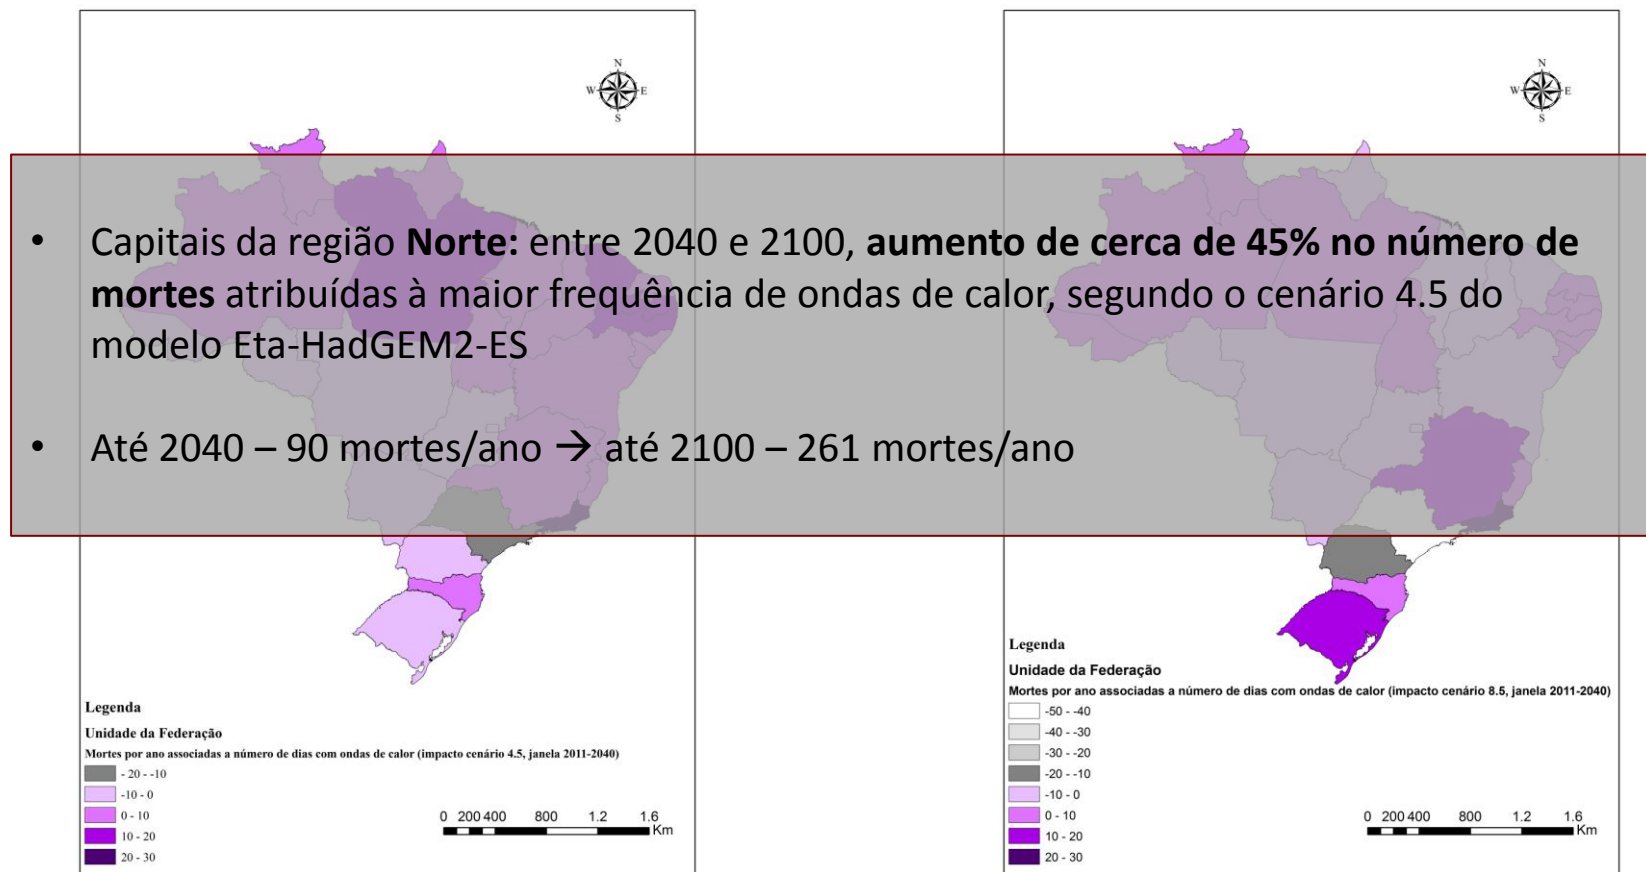 N
W E
S
N
W E
S
• Capitais da região Norte: entre 2040 e 2100, aumento de cerca de 45% no número de
mortes atribuídas à maior frequência de ondas de calor, segundo o cenário 4.5 do
modelo Eta-HadGEM2-ES
• Até 2040 – 90 mortes/ano → até 2100 – 261 mortes/ano
Legenda
Unidade da Federação
Mortes por ano associadas a número de dias com ondas de calor (impacto cenário 4.5, janela 2011-2040)
- 20 - -10
-10 - 0
0 - 10
10 - 20
20 - 30
0 200 400 800 1.2 1.6
Km
Legenda
Unidade da Federação
Mortes por ano associadas a número de dias com ondas de calor (impacto cenário 8.5, janela 2011-2040)
-50 - -40
-40 - -30
-30 - -20
-20 - -10
-10 - 0
0 - 10
10 - 20
20 - 30
0 200 400 800 1.2 1.6
Km